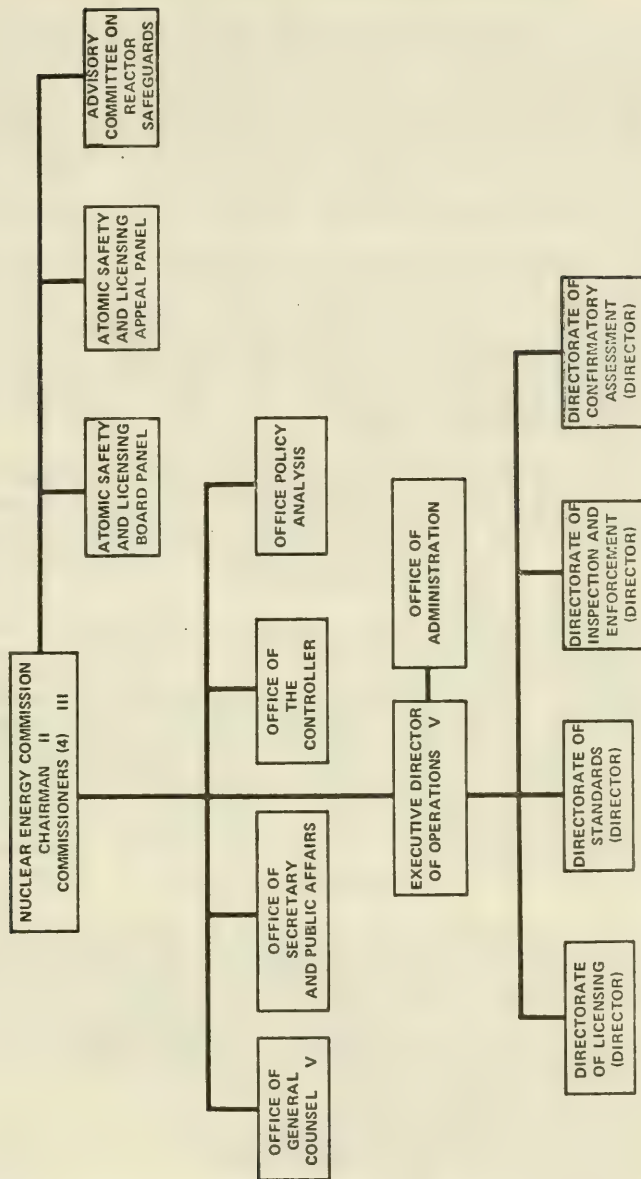 NUCLEAR ENERGY COMMISSION
CHAIRMAN II
COMMISSIONERS (4) III
ATOMIC SAFETY
AND LICENSING
BOARD PANEL
ATOMIC SAFETY
AND LICENSING
APPEAL PANEL
ADVISORY
COMMITTEE ON
REACTOR
SAFEGUARDS
OFFICE OF
GENERAL
COUNSEL V
OFFICE OF
SECRETARY
AND PUBLIC AFFAIRS
OFFICE OF
THE
CONTROLLER
OFFICE POLICY
ANALYSIS
EXECUTIVE DIRECTOR
OF OPERATIONS V
OFFICE OF
ADMINISTRATION
DIRECTORATE
OF LICENSING
(DIRECTOR)
DIRECTORATE OF
STANDARDS
(DIRECTOR)
DIRECTORATE OF
INSPECTION AND
ENFORCEMENT
(DIRECTOR)
DIRECTORATE OF
CONFIRMATORY
ASSESSMENT
(DIRECTOR)